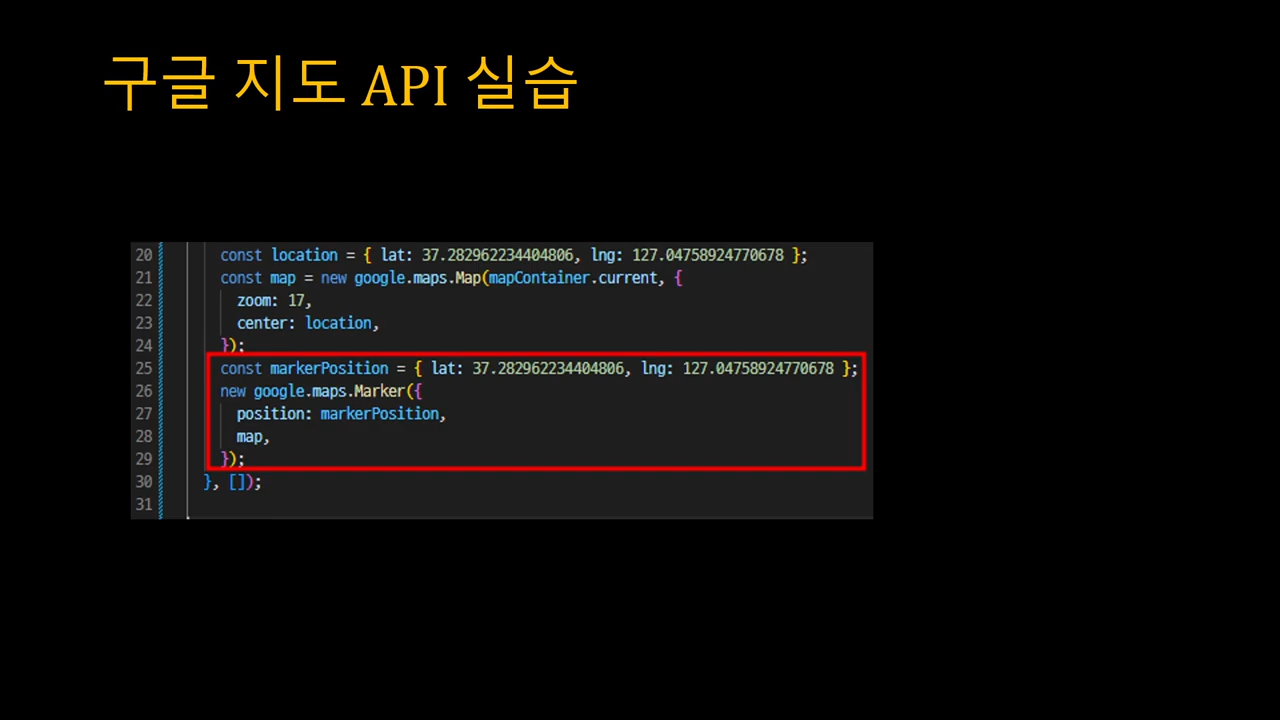 구글 지도 API 실습
20 const location = { lat: 37.282962234404806, lng: 127.04758924770678 };
21 const map = new google.maps.Map(mapContainer.current, {
22 zoom: 17,
23 center: location,
24 });
25 const markerPosition = { lat: 37.282962234404806, lng: 127.04758924770678 };
26 new google.maps.Marker({
27 position: markerPosition,
28 map,
29 });
30 }, []);
31